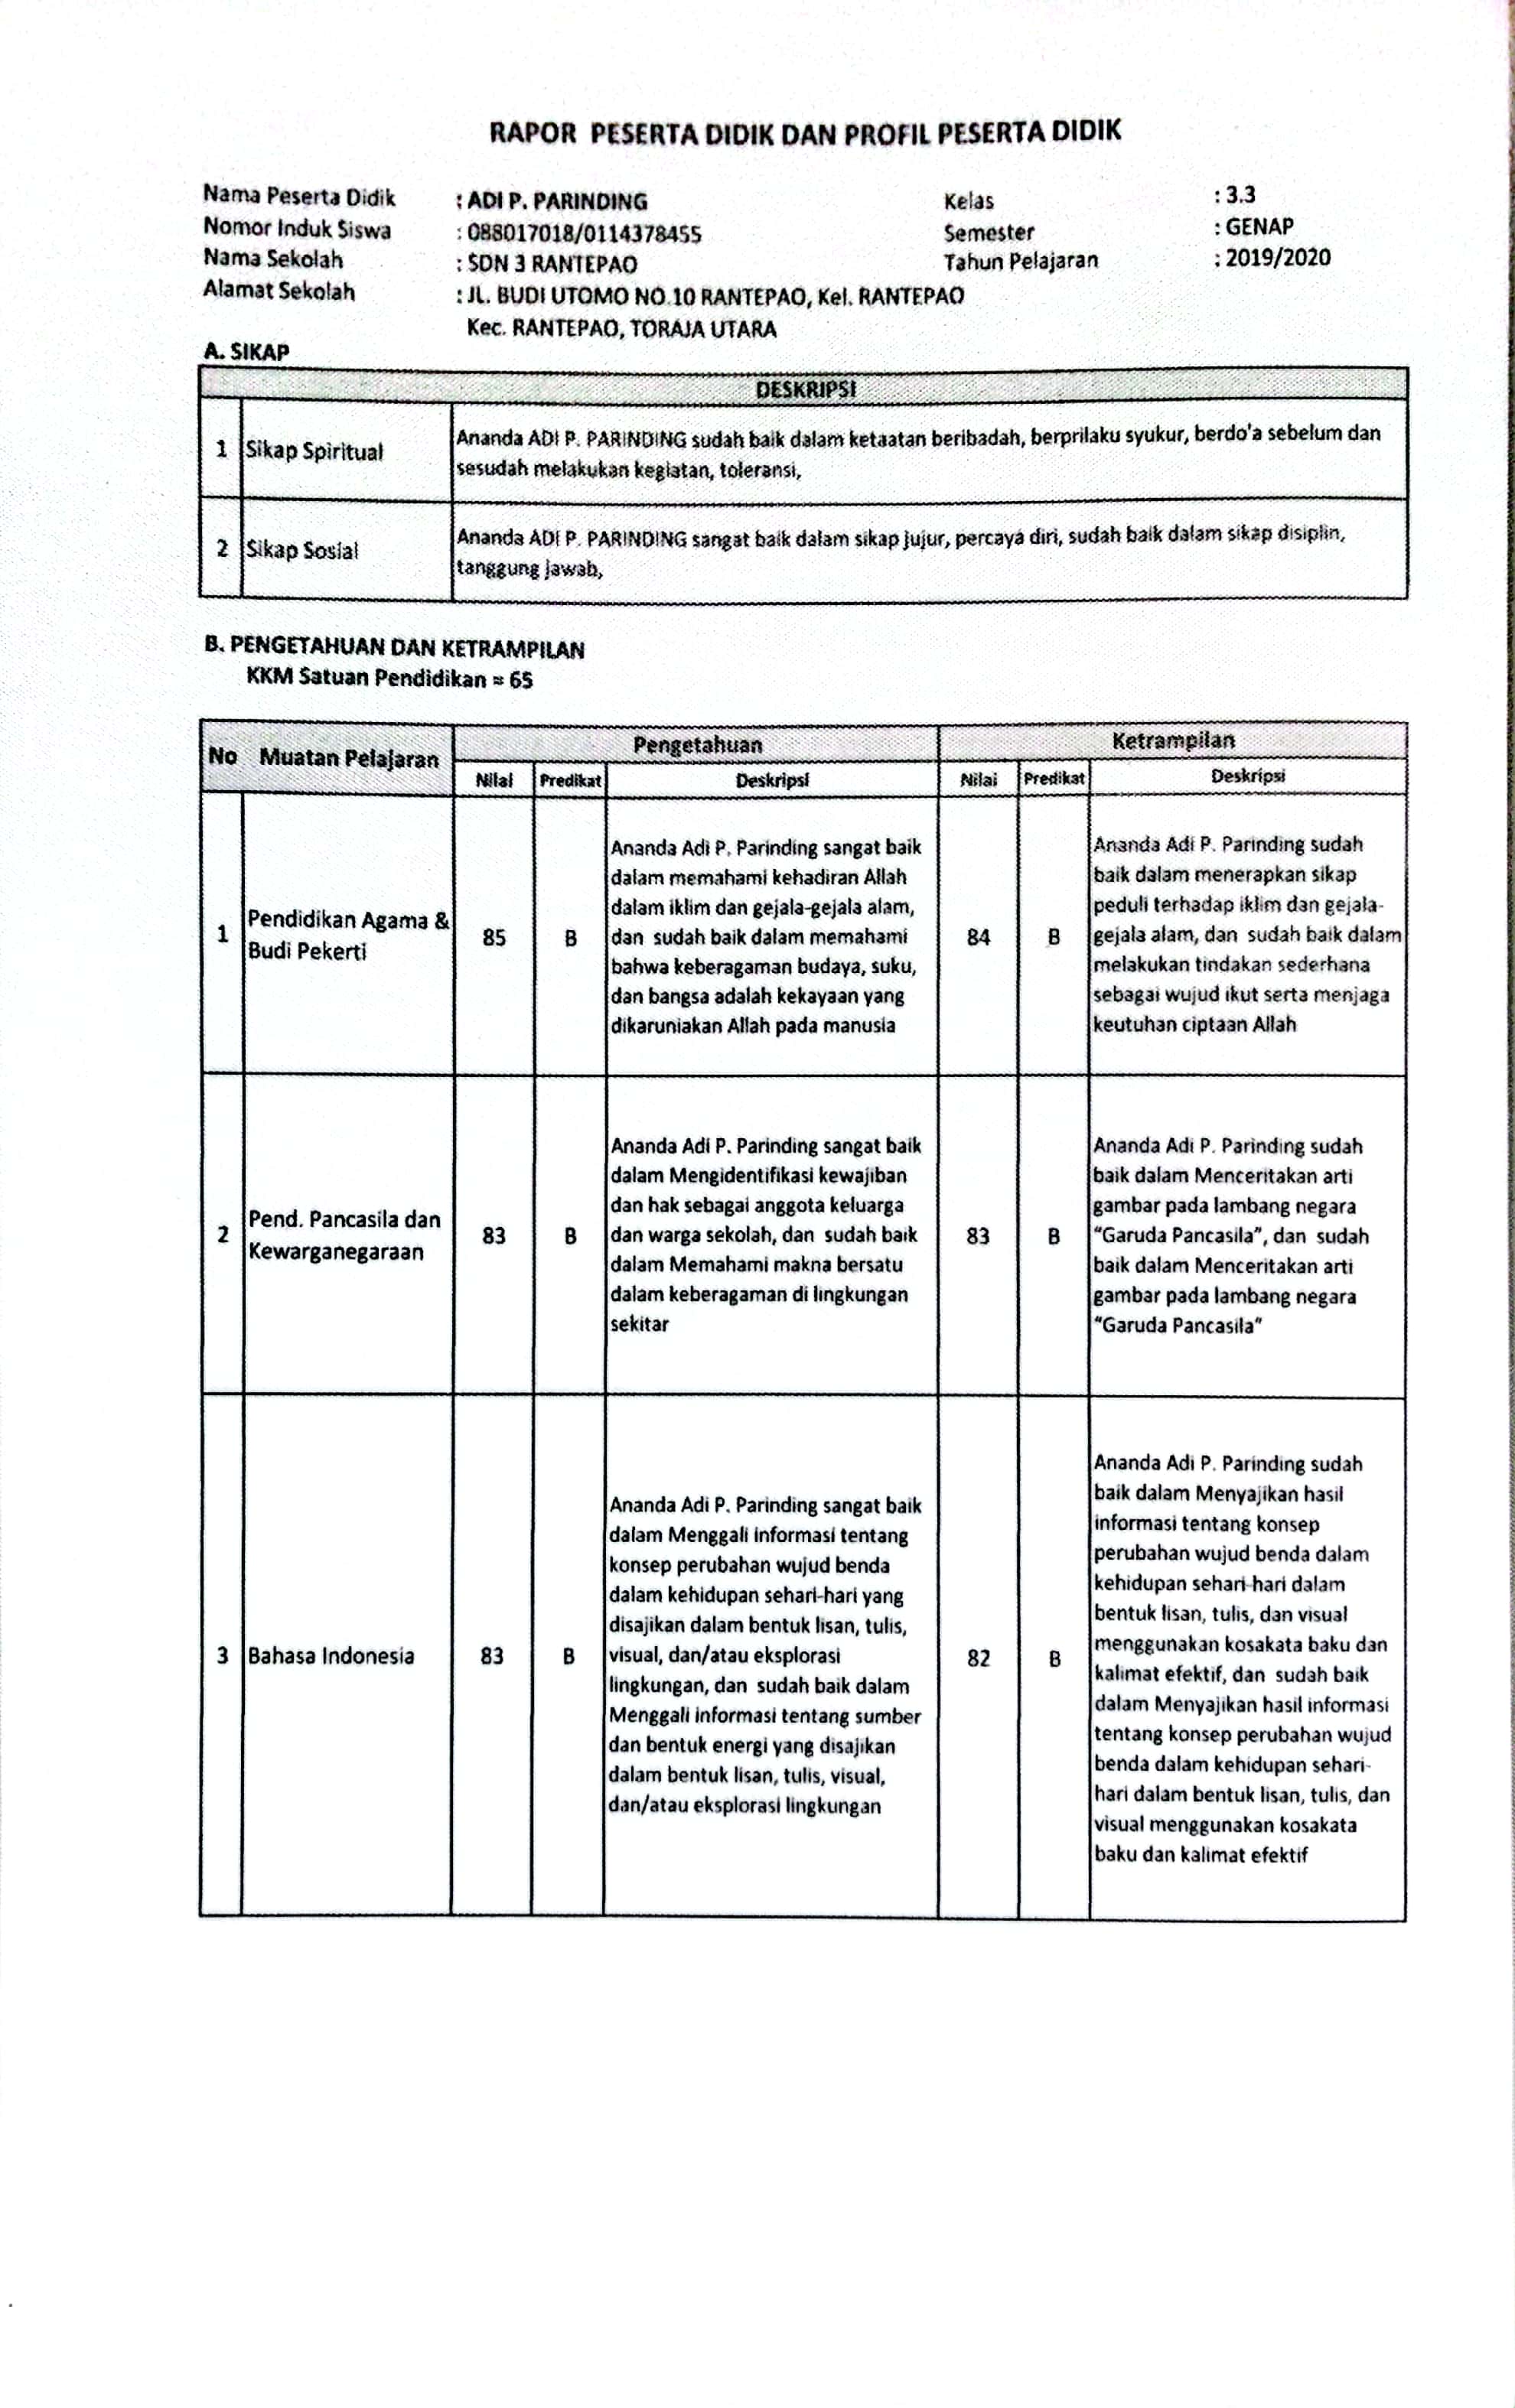 RAPOR PESERTA DIDIK DAN PROFIL PESERTA DIDIK
Nama Peserta Didik : ADI P. PARINDING Kelas : 3.3
Nomor Induk Siswa : 088017018/0114378455 Semester : GENAP
Nama Sekolah : SDN 3 RANTEPAO Tahun Pelajaran : 2019/2020
Alamat Sekolah : JL. BUDI UTOMO NO.10 RANTEPAO, Kel. RANTEPAO
Kec. RANTEPAO, TORAJA UTARA
A. SIKAP
DESKRIPSI
1 Sikap Spiritual
Ananda ADI P. PARINDING sudah baik dalam ketaatan beribadah, berprilaku syukur, berdo'a sebelum dan
sesudah melakukan kegiatan, toleransi,
2 Sikap Sosial
Ananda ADI P. PARINDING sangat baik dalam sikap jujur, percaya diri, sudah baik dalam sikap disiplin,
tanggung jawab,
B. PENGETAHUAN DAN KETRAMPILAN
KKM Satuan Pendidikan = 65
No Muatan Pelajaran Pengetahuan Ketrampilan
Nilai Predikat Deskripsi Nilai Predikat Deskripsi
1
Pendidikan Agama &
Budi Pekerti
85
B
Ananda Adi P. Parinding sangat baik
dalam memahami kehadiran Allah
dalam iklim dan gejala-gejala alam,
dan sudah baik dalam memahami
bahwa keberagaman budaya, suku,
dan bangsa adalah kekayaan yang
dikaruniakan Allah pada manusia
84
B
Ananda Adi P. Parinding sudah
baik dalam menerapkan sikap
peduli terhadap iklim dan gejala-
gejala alam, dan sudah baik dalam
melakukan tindakan sederhana
sebagai wujud ikut serta menjaga
keutuhan ciptaan Allah
2
Pend. Pancasila dan
Kewarganegaraan
83
B
Ananda Adi P. Parinding sangat baik
dalam Mengidentifikasi kewajiban
dan hak sebagai anggota keluarga
dan warga sekolah, dan sudah baik
dalam Memahami makna bersatu
dalam keberagaman di lingkungan
sekitar
83
B
Ananda Adi P. Parinding sudah
baik dalam Menceritakan arti
gambar pada lambang negara
“Garuda Pancasila”, dan sudah
baik dalam Menceritakan arti
gambar pada lambang negara
“Garuda Pancasila”
3
Bahasa Indonesia
83
B
Ananda Adi P. Parinding sangat baik
dalam Menggali informasi tentang
konsep perubahan wujud benda
dalam kehidupan sehari-hari yang
disajikan dalam bentuk lisan, tulis,
visual, dan/atau eksplorasi
lingkungan, dan sudah baik dalam
Menggali informasi tentang sumber
dan bentuk energi yang disajikan
dalam bentuk lisan, tulis, visual,
dan/atau eksplorasi lingkungan
82
B
Ananda Adi P. Parinding sudah
baik dalam Menyajikan hasil
informasi tentang konsep
perubahan wujud benda dalam
kehidupan sehari-hari dalam
bentuk lisan, tulis, dan visual
menggunakan kosakata baku dan
kalimat efektif, dan sudah baik
dalam Menyajikan hasil informasi
tentang konsep perubahan wujud
benda dalam kehidupan sehari-
hari dalam bentuk lisan, tulis, dan
visual menggunakan kosakata
baku dan kalimat efektif